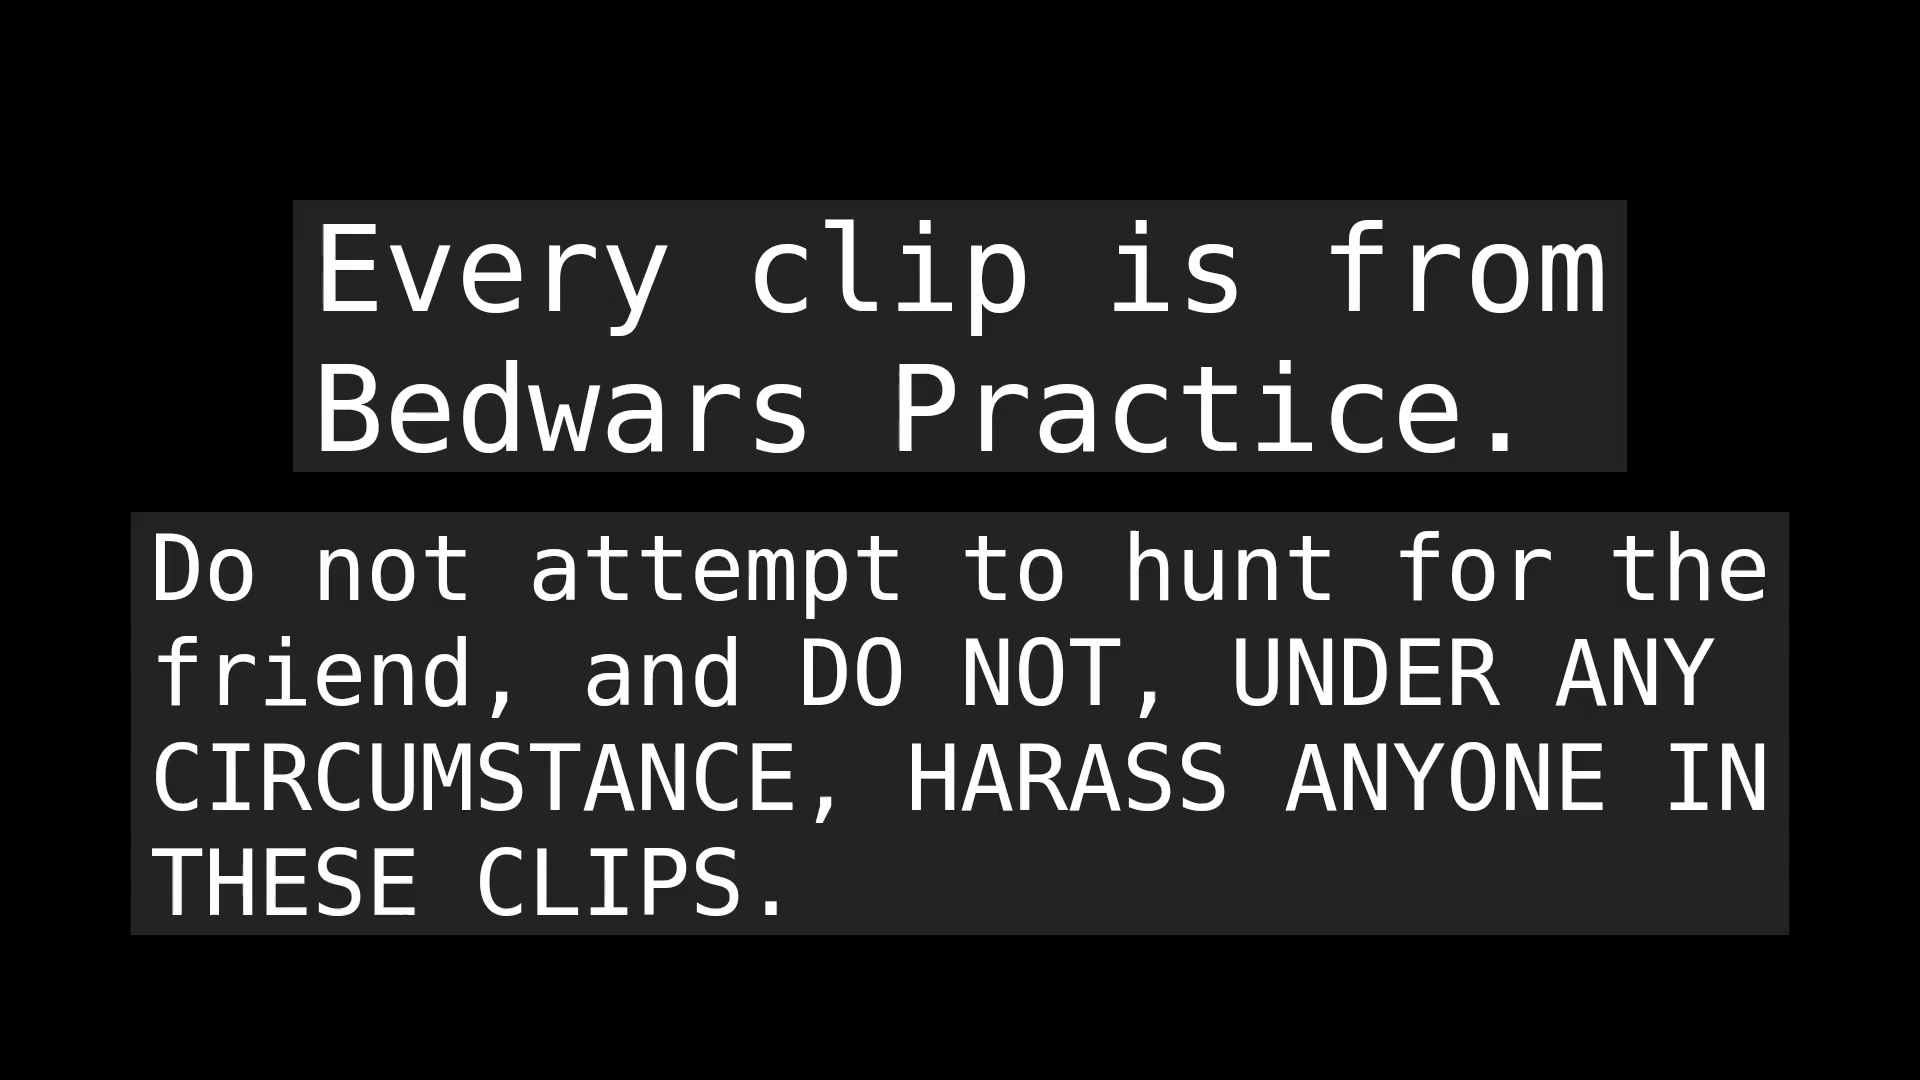 Every clip is from
Bedwars Practice.
Do not attempt to hunt for the
friend, and DO NOT, UNDER ANY
CIRCUMSTANCE, HARASS ANYONE IN
THESE CLIPS.